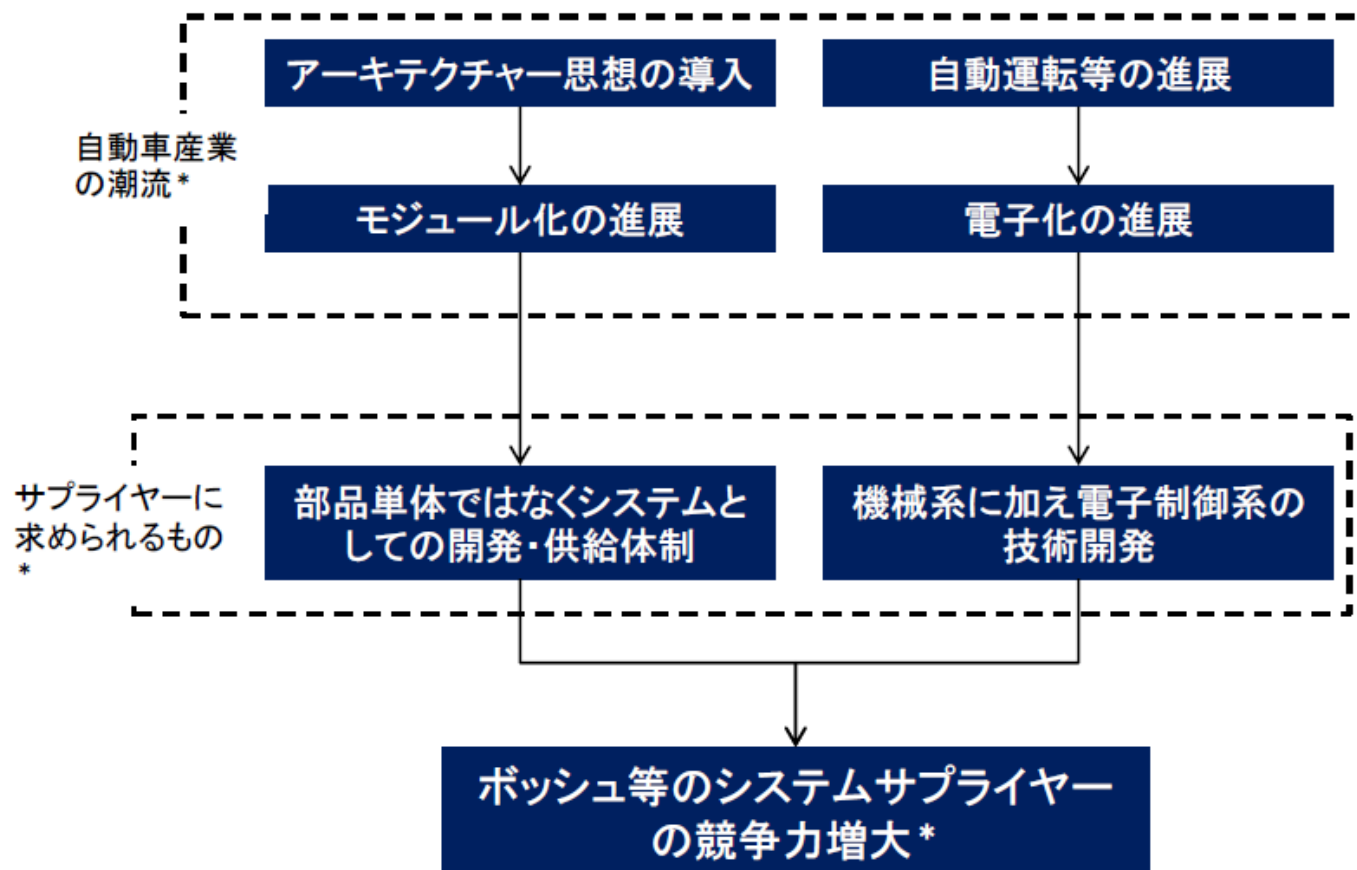 アーキテクチャー思想の導入
自動運転等の進展
自動車産業
の潮流*
モジュール化の進展
電子化の進展
サプライヤーに
求められるもの
*
部品単体ではなくシステムと
しての開発・供給体制
機械系に加え電子制御系の
技術開発
ボッシュ等のシステムサプライヤー
の競争力増大*